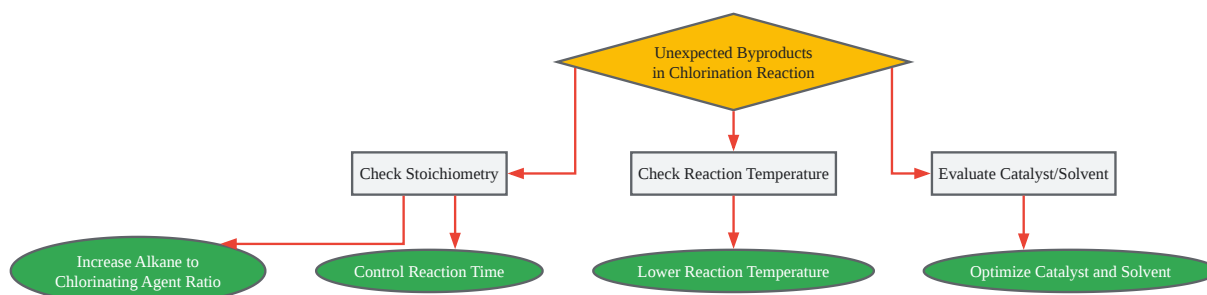 Unexpected Byproducts
in Chlorination Reaction
Check Stoichiometry
Check Reaction Temperature
Evaluate Catalyst/Solvent
Increase Alkane to
Chlorinating Agent Ratio
Control Reaction Time
Lower Reaction Temperature
Optimize Catalyst and Solvent